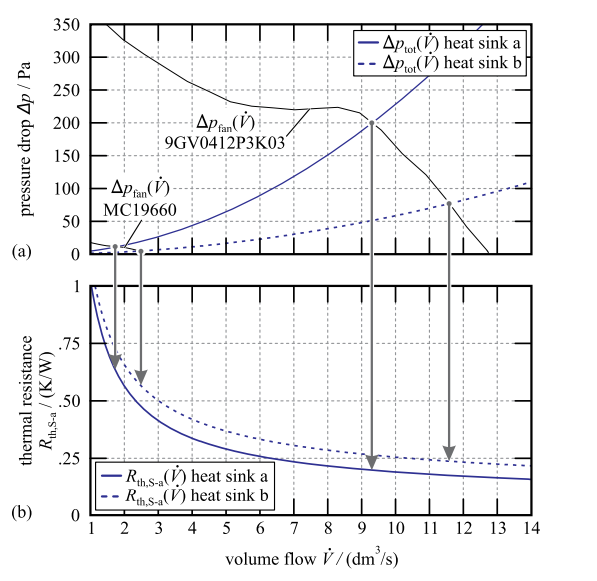 350
300
250
200
150
100
50
0
pressure drop Δp / Pa
Δp_tot(V̇) heat sink a
Δp_tot(V̇) heat sink b
Δp_fan(V̇)
9GV0412P3K03
Δp_fan(V̇)
MC19660
(a)
1
.75
.50
.25
0
thermal resistance
R_th,S-a / (K/W)
R_th,S-a(V̇) heat sink a
R_th,S-a(V̇) heat sink b
(b)
1 2 3 4 5 6 7 8 9 10 11 12 13 14
volume flow V̇ / (dm³/s)